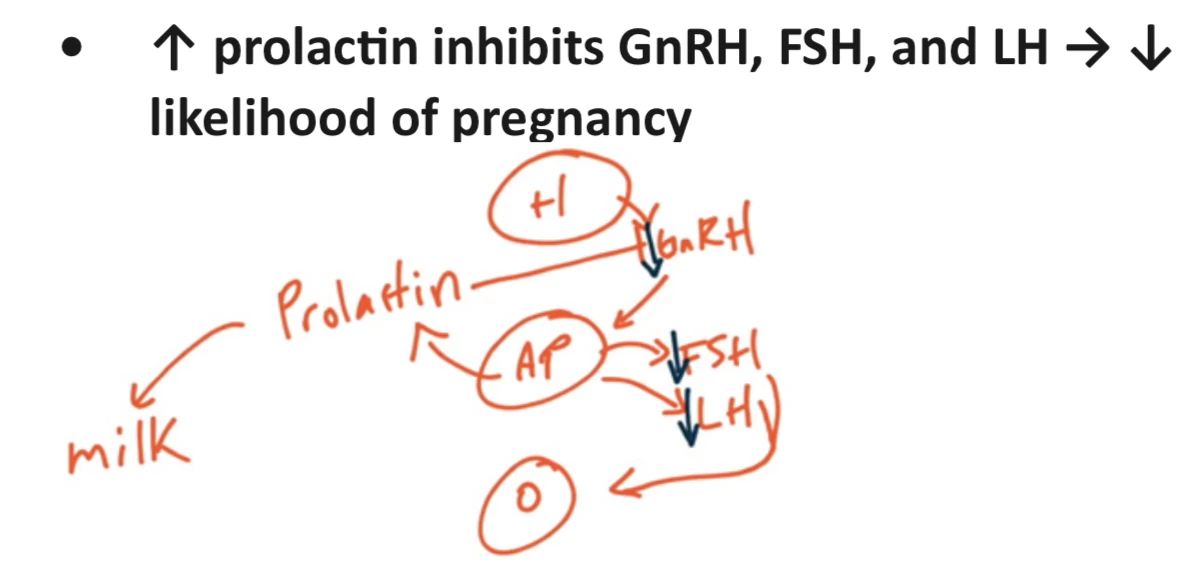 • ↑ prolactin inhibits GnRH, FSH, and LH → ↓
likelihood of pregnancy
H
↓GnRH
Prolactin
AP
↓FSH
↓LH
milk
O